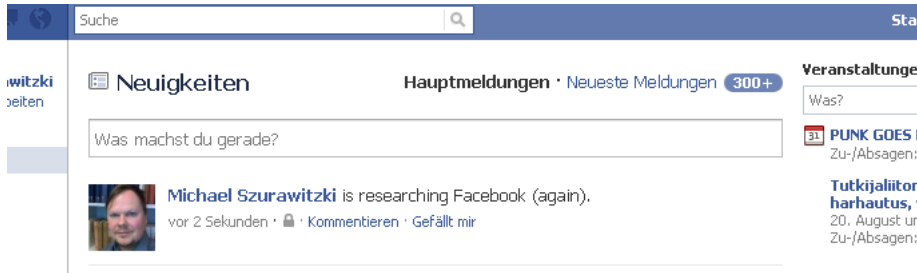 Suche
Sta
witzki
beiten
Neuigkeiten
Hauptmeldungen · Neueste Meldungen 300+
Was machst du gerade?
Michael Szurawitzki is researching Facebook (again).
vor 2 Sekunden · Kommentieren · Gefällt mir
Veranstaltunge
Was?
31 PUNK GOES
Zu-/Absagen:
Tutkijaliitor
harhautus,
20. August ur
Zu-/Absagen: